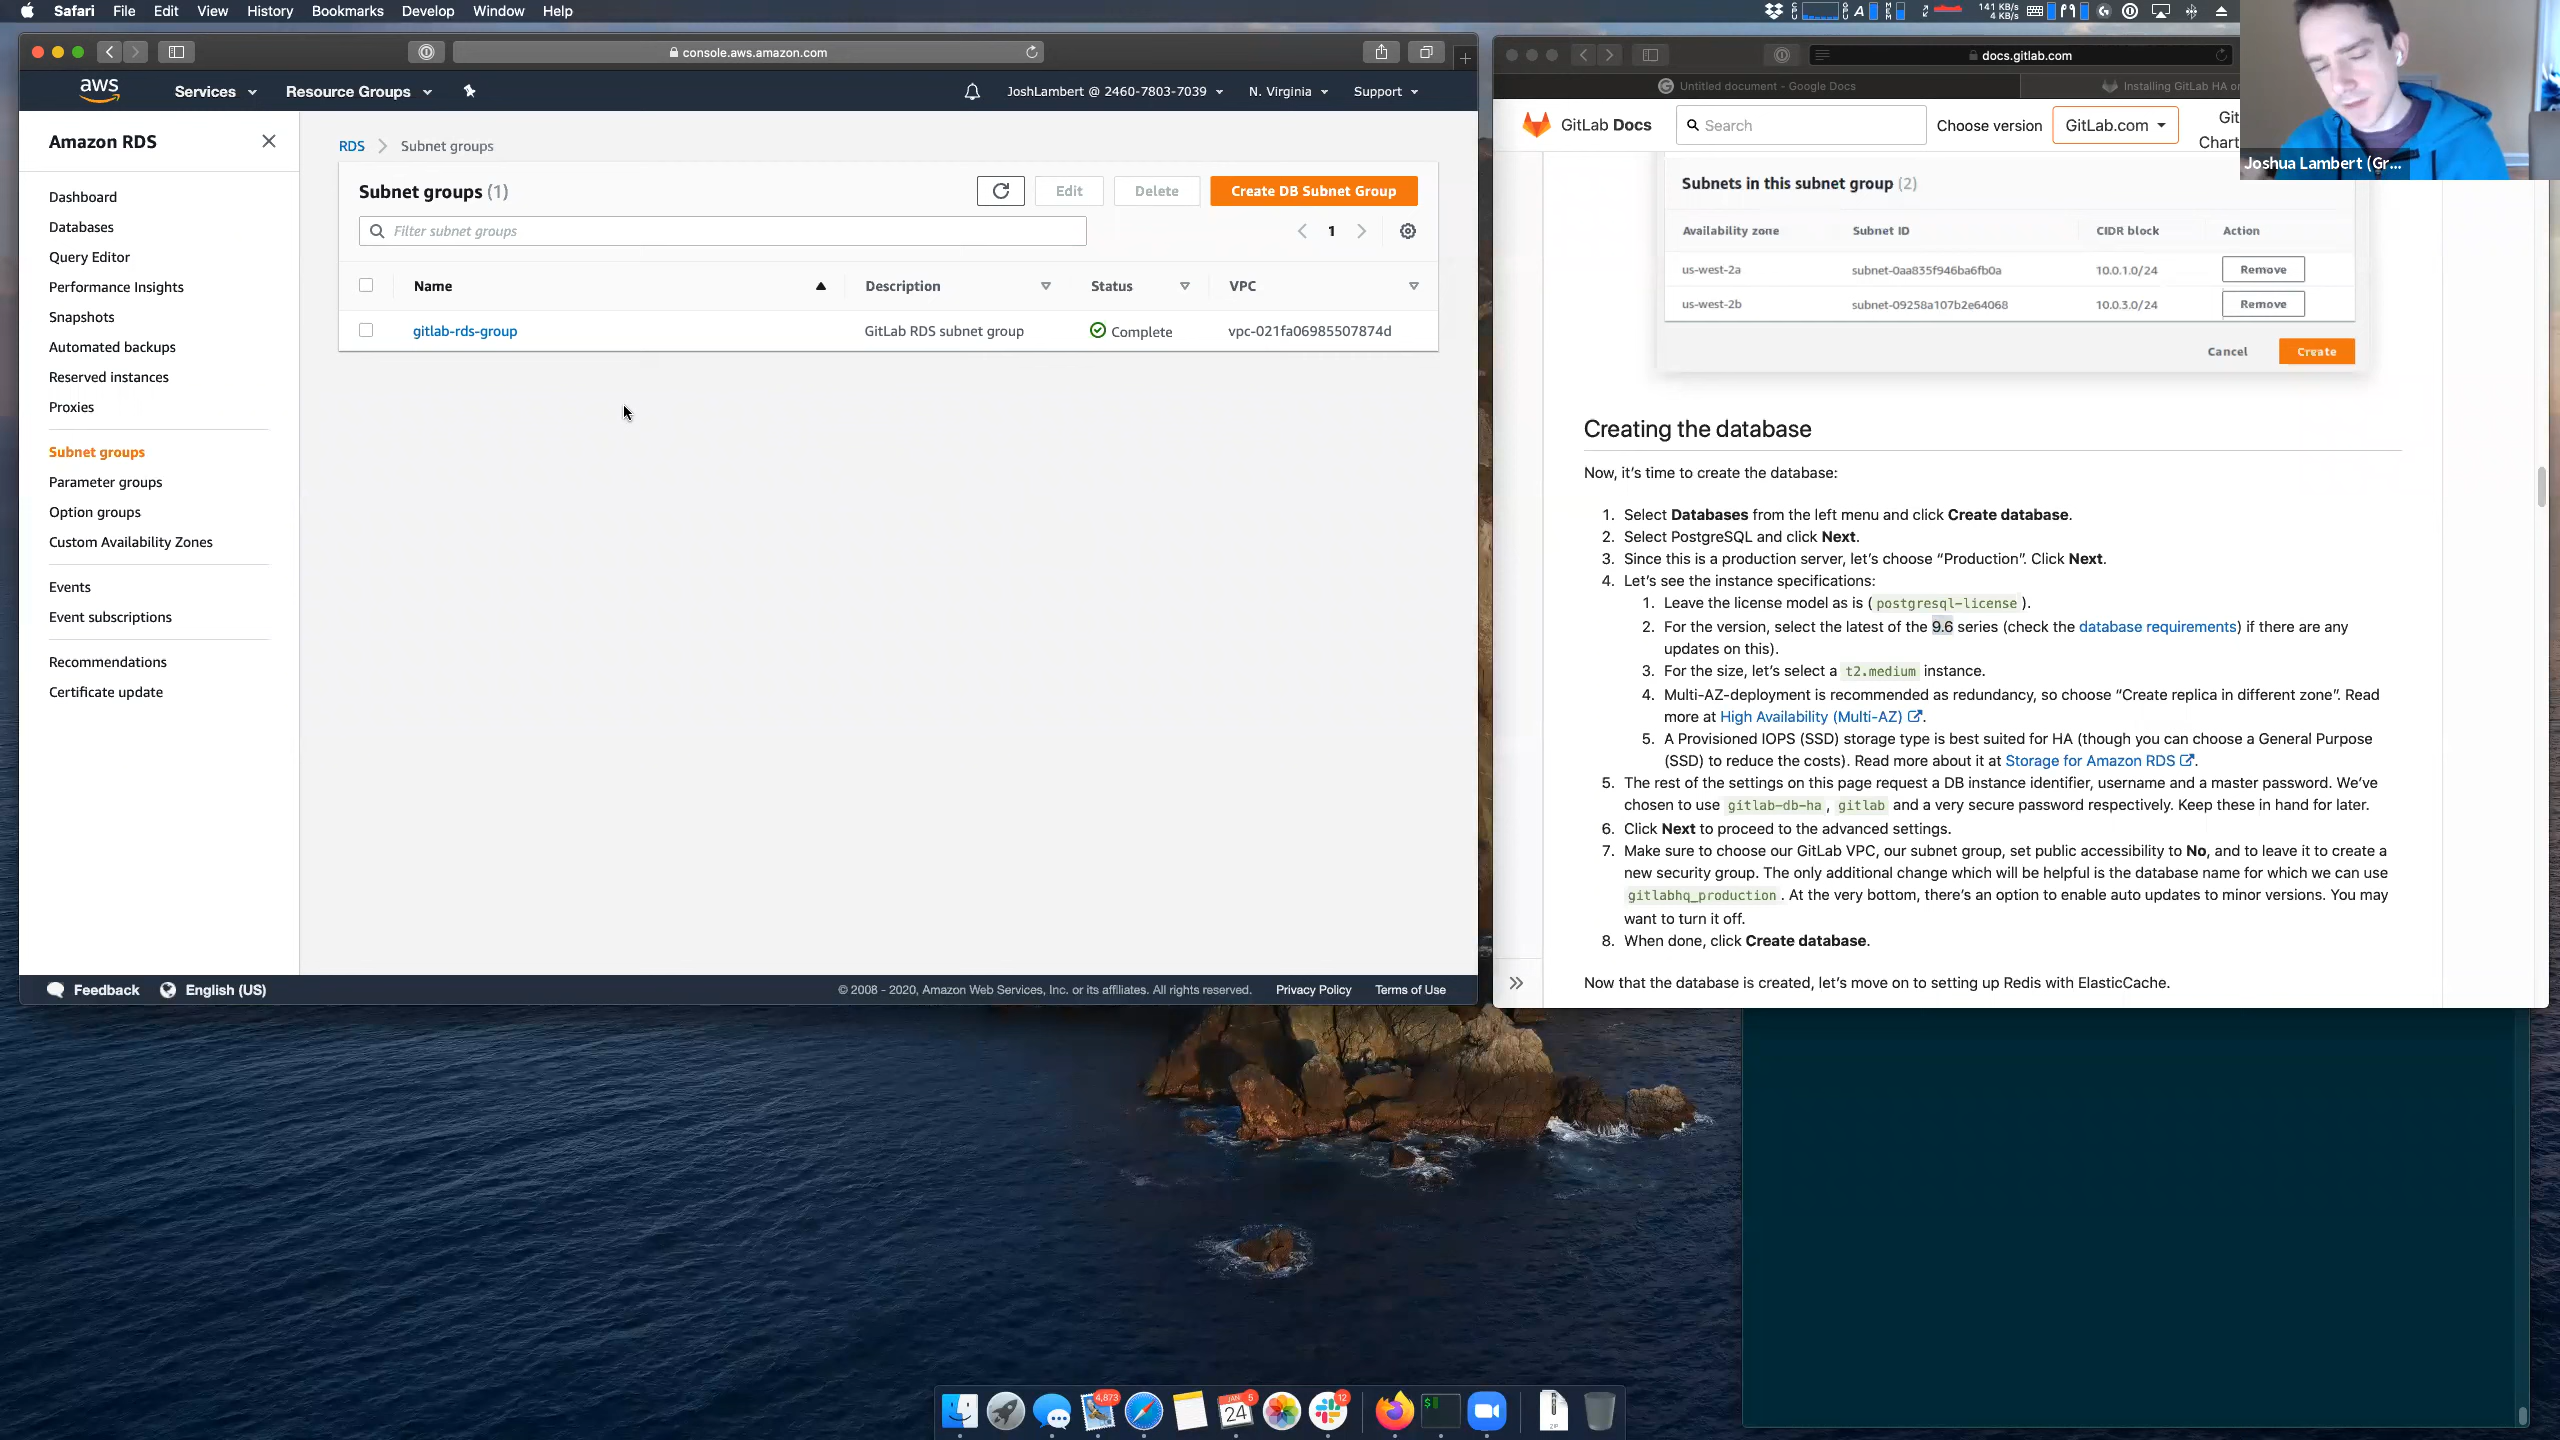 Safari File Edit View History Bookmarks Develop Window Help
141 KB/s
4 KB/s
console.aws.amazon.com
aws Services Resource Groups JoshLambert @ 2460-7803-7039 N. Virginia Support
Amazon RDS
Dashboard
Databases
Query Editor
Performance Insights
Snapshots
Automated backups
Reserved instances
Proxies
Subnet groups
Parameter groups
Option groups
Custom Availability Zones
Events
Event subscriptions
Recommendations
Certificate update
RDS Subnet groups
Subnet groups (1) Edit Delete Create DB Subnet Group
Filter subnet groups 1
Name Description Status VPC
gitlab-rds-group GitLab RDS subnet group Complete vpc-021fa06985507874d
Feedback English (US) © 2008 - 2020, Amazon Web Services, Inc. or its affiliates. All rights reserved. Privacy Policy Terms of Use
docs.gitlab.com
Untitled document - Google Docs Installing GitLab HA
GitLab Docs Search Choose version GitLab.com Git
Chart
Joshua Lambert (Gr...
Subnets in this subnet group (2)
Availability zone Subnet ID CIDR block Action
us-west-2a subnet-0aa835f946ba6fb0a 10.0.1.0/24 Remove
us-west-2b subnet-09258a107b2e64068 10.0.3.0/24 Remove
Cancel Create
Creating the database
Now, it's time to create the database:
1. Select Databases from the left menu and click Create database.
2. Select PostgreSQL and click Next.
3. Since this is a production server, let's choose “Production”. Click Next.
4. Let's see the instance specifications:
1. Leave the license model as is ( postgresql-license ).
2. For the version, select the latest of the 9.6 series (check the database requirements) if there are any
updates on this).
3. For the size, let's select a t2.medium instance.
4. Multi-AZ-deployment is recommended as redundancy, so choose “Create replica in different zone”. Read
more at High Availability (Multi-AZ) .
5. A Provisioned IOPS (SSD) storage type is best suited for HA (though you can choose a General Purpose
(SSD) to reduce the costs). Read more about it at Storage for Amazon RDS .
5. The rest of the settings on this page request a DB instance identifier, username and a master password. We've
chosen to use gitlab-db-ha , gitlab and a very secure password respectively. Keep these in hand for later.
6. Click Next to proceed to the advanced settings.
7. Make sure to choose our GitLab VPC, our subnet group, set public accessibility to No, and to leave it to create a
new security group. The only additional change which will be helpful is the database name for which we can use
gitlabhq_production . At the very bottom, there's an option to enable auto updates to minor versions. You may
want to turn it off.
8. When done, click Create database.
Now that the database is created, let's move on to setting up Redis with ElasticCache.
4,873
JAN 5
24
12
ZIP